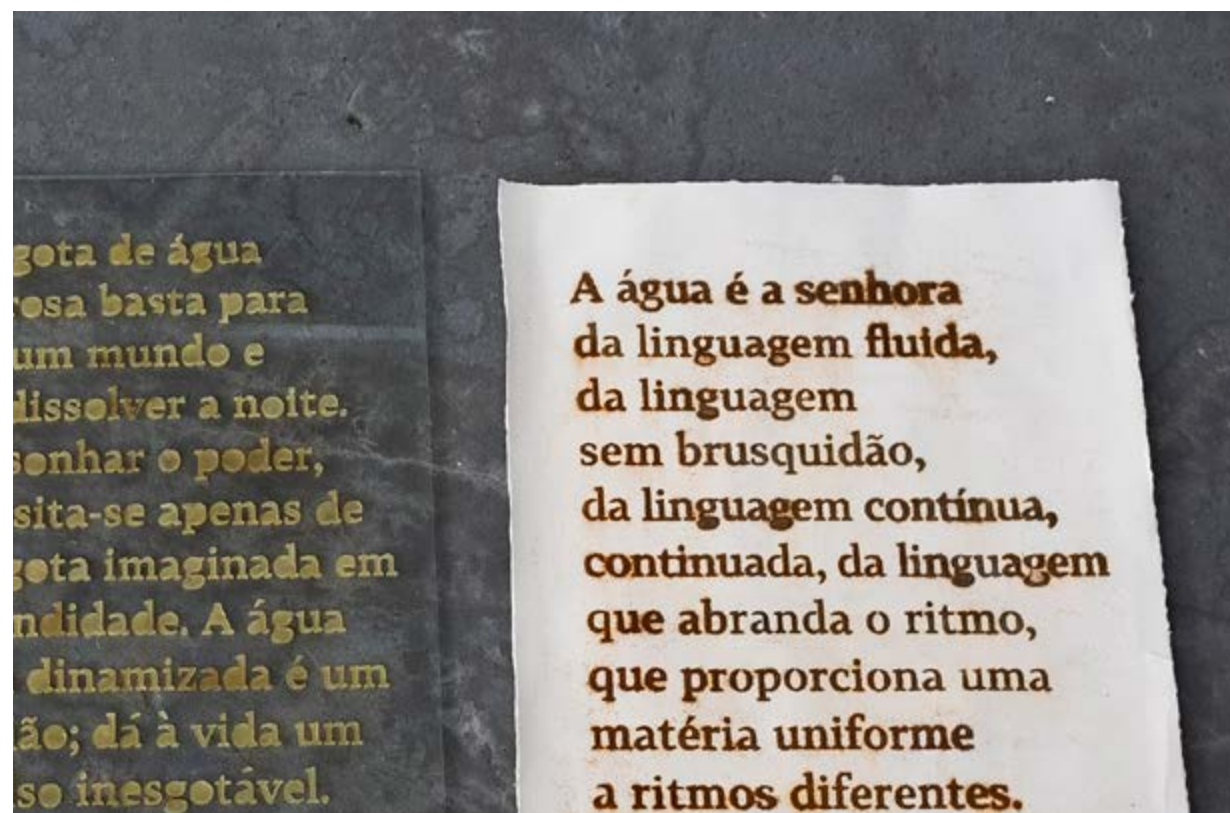 gota de água
rosa basta para
um mundo e
dissolver a noite.
sonhar o poder,
sita-se apenas de
gota imaginada em
ndidade. A água
dinamizada é um
ão; dá à vida um
so inesgotável.
A água é a senhora
da linguagem fluida,
da linguagem
sem brusquidão,
da linguagem contínua,
continuada, da linguagem
que abranda o ritmo,
que proporciona uma
matéria uniforme
a ritmos diferentes.